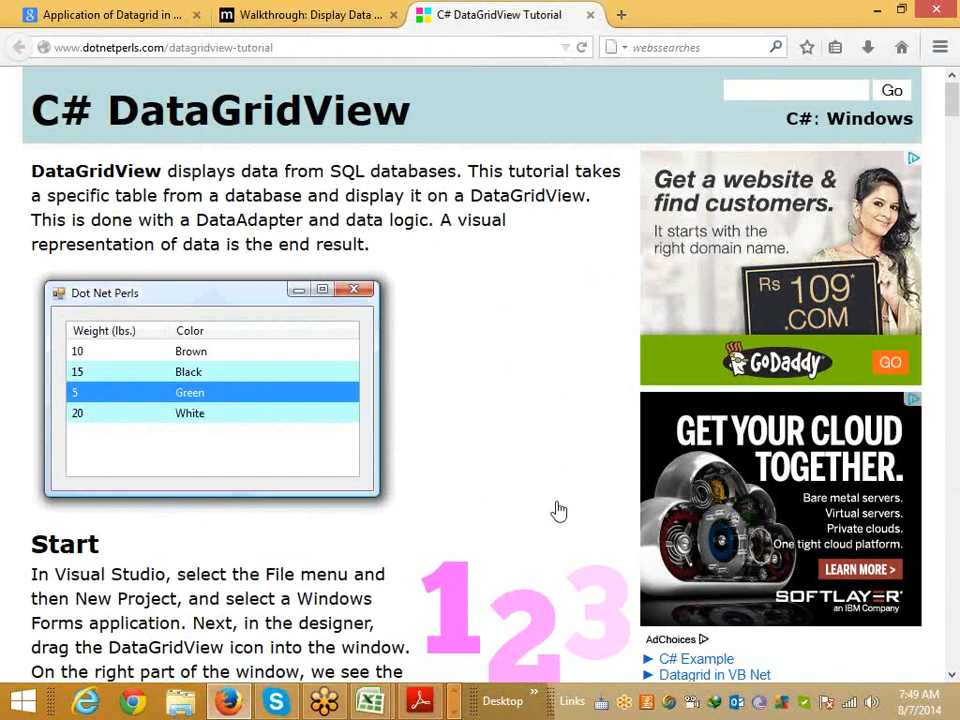 Application of Datagrid in ...
Walkthrough: Display Data ...
C# DataGridView Tutorial
www.dotnetperls.com/datagridview-tutorial
webssearches
C# DataGridView
Go
C#: Windows
DataGridView displays data from SQL databases. This tutorial takes
a specific table from a database and display it on a DataGridView.
This is done with a DataAdapter and data logic. A visual
representation of data is the end result.
Dot Net Perls
Weight (lbs.) Color
10 Brown
15 Black
5 Green
20 White
Start
In Visual Studio, select the File menu and
then New Project, and select a Windows
Forms application. Next, in the designer,
drag the DataGridView icon into the window.
On the right part of the window, we see the
1 2 3
Get a website &
find customers.
It starts with the
right domain name.
Rs 109*
.COM
GoDaddy
GO
GET YOUR CLOUD
TOGETHER.
Bare metal servers.
Virtual servers.
Private clouds.
One tight cloud platform.
LEARN MORE >
SOFTLAYER
an IBM Company
AdChoices
C# Example
Datagrid in VB Net
Desktop
Links
7:49 AM
8/7/2014